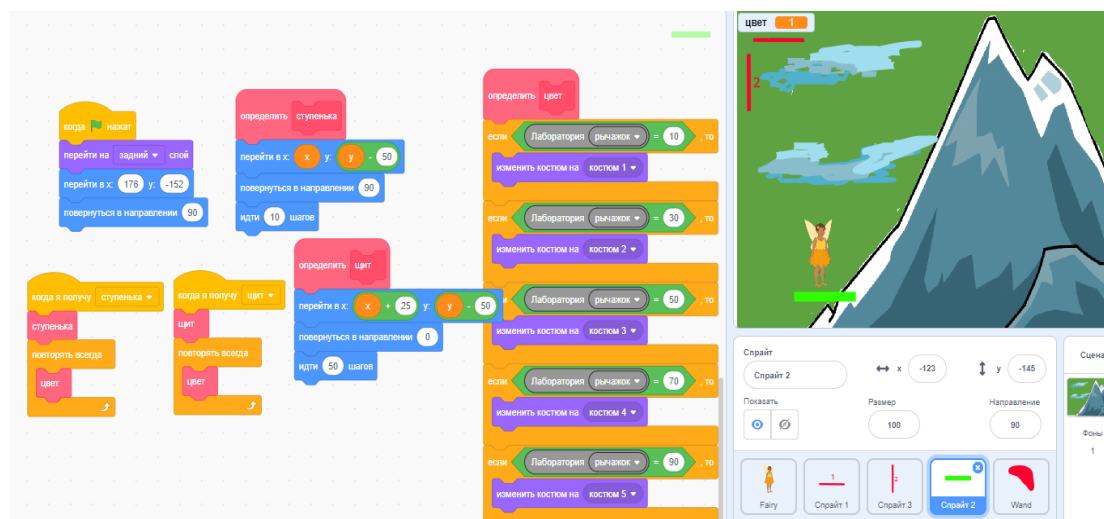 когда нажат
перейти на задний слой
перейти в x: 176 y: -152
повернуться в направлении 90
определить ступенька
перейти в x: x y: y - 50
повернуться в направлении 90
идти 10 шагов
когда я получу ступенька
ступенька
повторять всегда
цвет
когда я получу щит
щит
повторять всегда
цвет
определить щит
перейти в x: x + 25 y: y - 50
повернуться в направлении 0
идти 50 шагов
определить цвет
если Лаборатория рычажок = 10 , то
изменить костюм на костюм 1
если Лаборатория рычажок = 30 , то
изменить костюм на костюм 2
Лаборатория рычажок = 50 , то
изменить костюм на костюм 3
если Лаборатория рычажок = 70 , то
изменить костюм на костюм 4
если Лаборатория рычажок = 90 , то
изменить костюм на костюм 5
цвет 1
2
Спрайт
Спрайт 2
x -123
y -145
Показать
Размер
100
Направление
90
Fairy
1
Спрайт 1
2
Спрайт 3
Спрайт 2
Wand
Сцена
Фоны
1